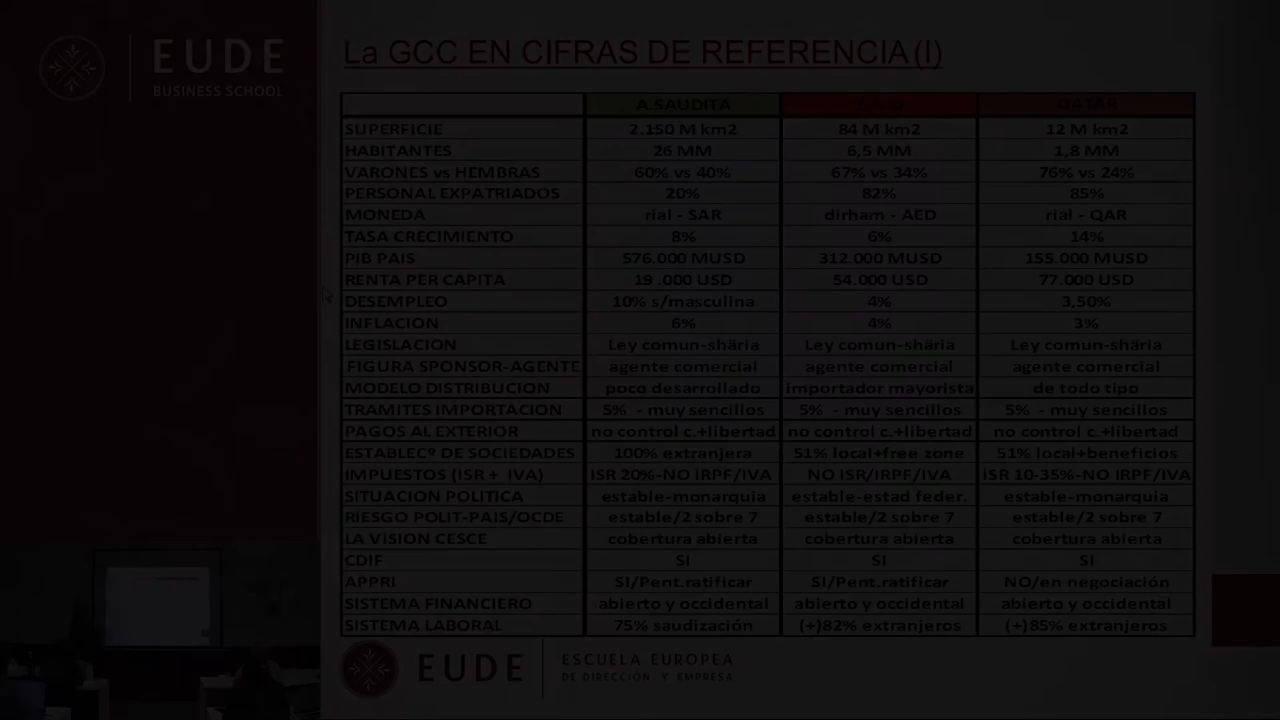 EUDE
BUSINESS SCHOOL
La GCC EN CIFRAS DE REFERENCIA (I)
A.SAUDITA QATAR
SUPERFICIE 2.150 M km2 84 M km2 12 M km2
HABITANTES 26 MM 6,5 MM 1,8 MM
VARONES vs HEMBRAS 60% vs 40% 67% vs 34% 76% vs 24%
PERSONAL EXPATRIADOS 20% 82% 85%
MONEDA rial - SAR dirham - AED rial - QAR
TASA CRECIMIENTO 8% 6% 14%
PIB PAIS 576.000 MUSD 312.000 MUSD 155.000 MUSD
RENTA PER CAPITA 19 .000 USD 54.000 USD 77.000 USD
DESEMPLEO 10% s/masculina 4% 3,50%
INFLACION 6% 4% 3%
LEGISLACION Ley comun-shäria Ley comun-shäria Ley comun-shäria
FIGURA SPONSOR-AGENTE agente comercial agente comercial agente comercial
MODELO DISTRIBUCION poco desarrollado importador mayorista de todo tipo
TRAMITES IMPORTACION 5% - muy sencillos 5% - muy sencillos 5% - muy sencillos
PAGOS AL EXTERIOR no control c.+libertad no control c.+libertad no control c.+libertad
ESTABLECº DE SOCIEDADES 100% extranjera 51% local+free zone 51% local+beneficios
IMPUESTOS (ISR + IVA) ISR 20%-NO IRPF/IVA NO ISR/IRPF/IVA ISR 10-35%-NO IRPF/IVA
SITUACION POLITICA estable-monarquia estable-estad feder. estable-monarquia
RIESGO POLIT-PAIS/OCDE estable/2 sobre 7 estable/2 sobre 7 estable/2 sobre 7
LA VISION CESCE cobertura abierta cobertura abierta cobertura abierta
CDIF SI SI SI
APPRI SI/Pent.ratificar SI/Pent.ratificar NO/en negociación
SISTEMA FINANCIERO abierto y occidental abierto y occidental abierto y occidental
SISTEMA LABORAL 75% saudización (+)82% extranjeros (+)85% extranjeros
EUDE
ESCUELA EUROPEA
DE DIRECCIÓN Y EMPRESA